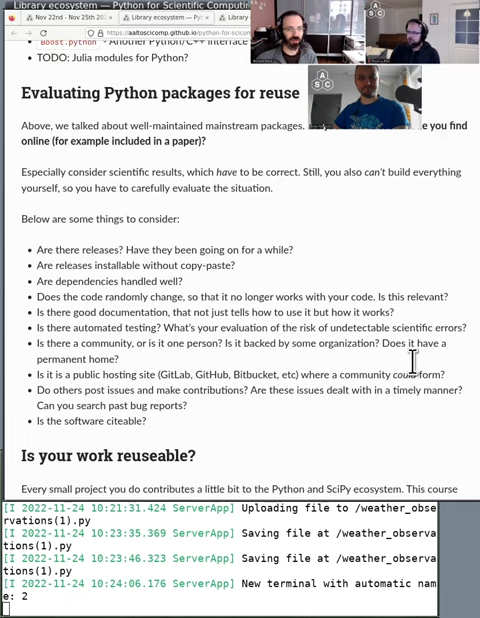 Library ecosystem — Python for Scientific Computing
Nov 22nd - Nov 25th 20
Library ecosystem — Pyth
Library ecosystem
https://aaltoscicomp.github.io/python-for-scicom
Boost.python - Another Python/C++ interface
TODO: Julia modules for Python?
Evaluating Python packages for reuse
Above, we talked about well-maintained mainstream packages. you find
online (for example included in a paper)?
Especially consider scientific results, which have to be correct. Still, you also can't build everything
yourself, so you have to carefully evaluate the situation.
Below are some things to consider:
Are there releases? Have they been going on for a while?
Are releases installable without copy-paste?
Are dependencies handled well?
Does the code randomly change, so that it no longer works with your code. Is this relevant?
Is there good documentation, that not just tells how to use it but how it works?
Is there automated testing? What's your evaluation of the risk of undetectable scientific errors?
Is there a community, or is it one person? Is it backed by some organization? Does it have a
permanent home?
Is it is a public hosting site (GitLab, GitHub, Bitbucket, etc) where a community could form?
Do others post issues and make contributions? Are these issues dealt with in a timely manner?
Can you search past bug reports?
Is the software citeable?
Is your work reuseable?
Every small project you do contributes a little bit to the Python and SciPy ecosystem. This course
[I 2022-11-24 10:21:31.424 ServerApp] Uploading file to /weather_obse
rvations(1).py
[I 2022-11-24 10:23:35.369 ServerApp] Saving file at /weather_observa
tions(1).py
[I 2022-11-24 10:23:46.323 ServerApp] Saving file at /weather_observa
tions(1).py
[I 2022-11-24 10:24:06.176 ServerApp] New terminal with automatic nam
e: 2